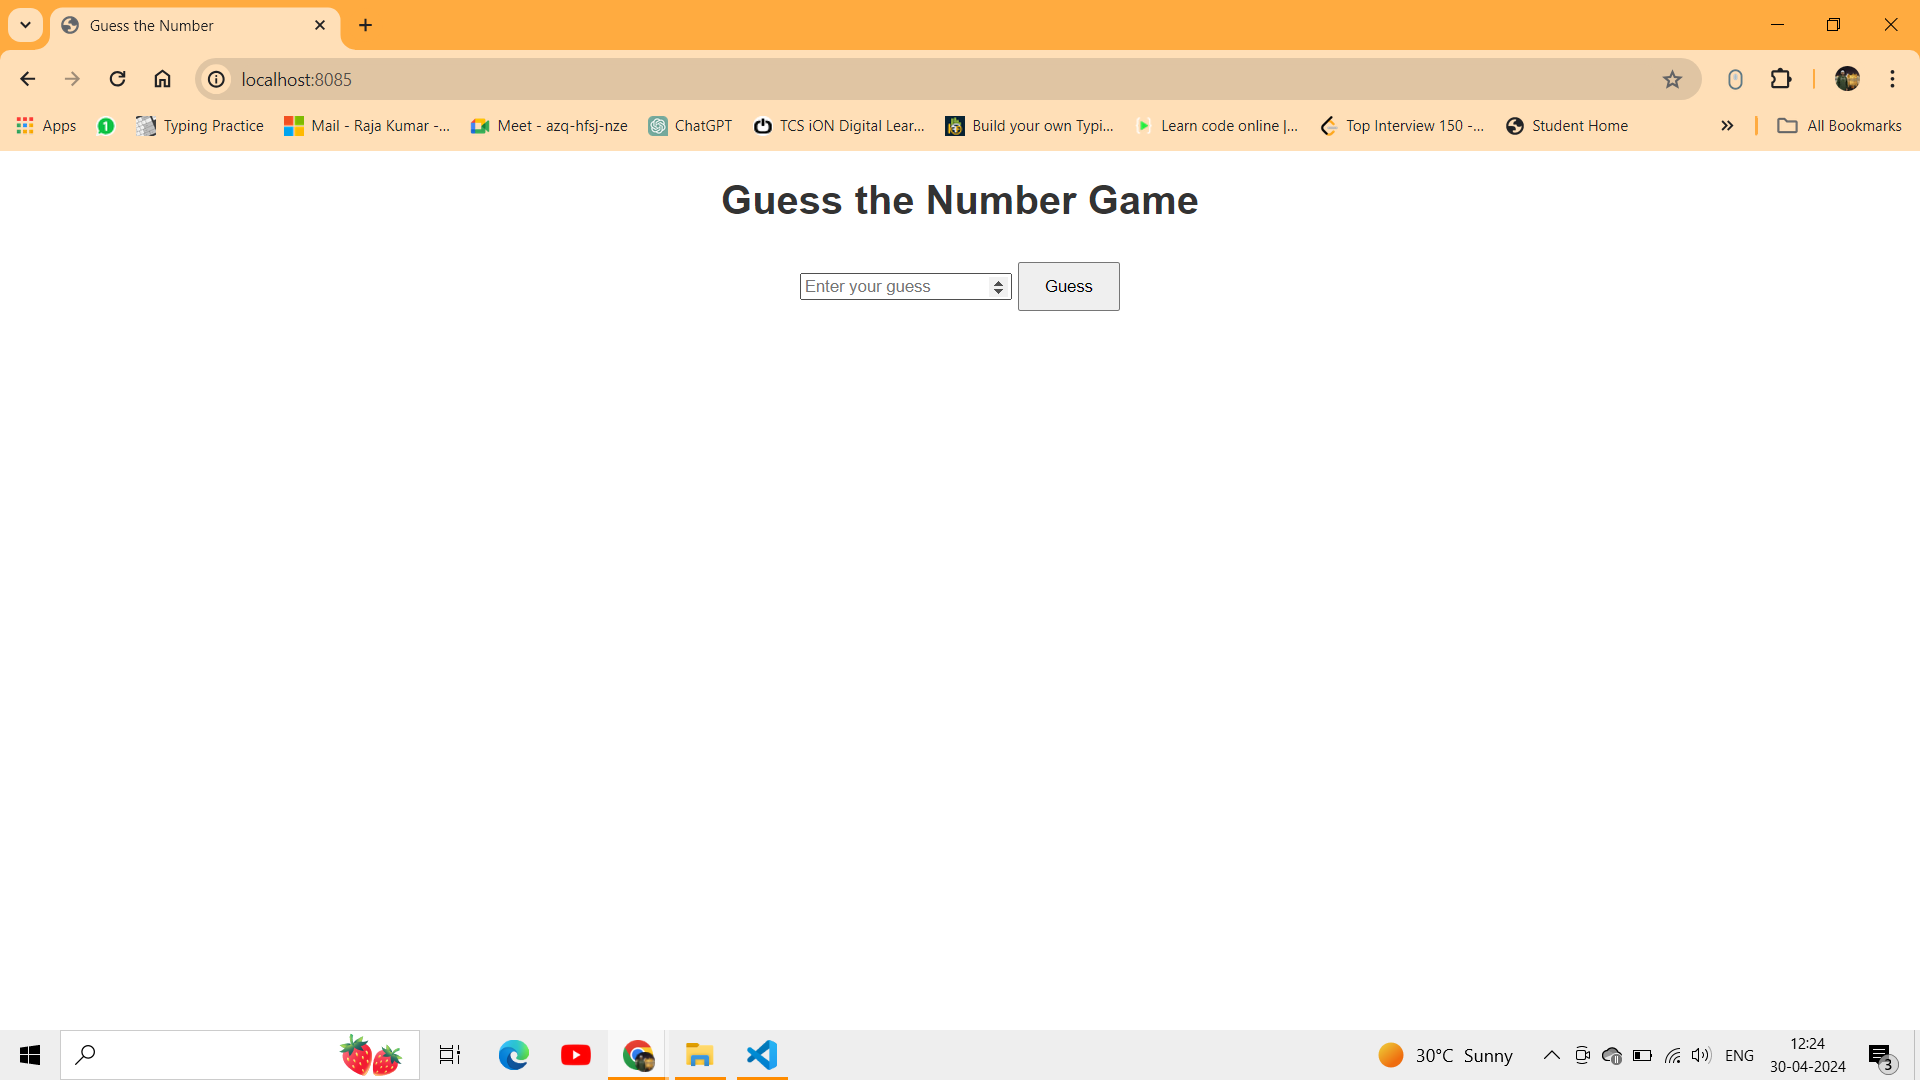 Guess the Number
localhost:8085
Apps
1
Typing Practice
Mail - Raja Kumar -...
Meet - azq-hfsj-nze
ChatGPT
TCS iON Digital Lear...
Build your own Typi...
Learn code online |...
Top Interview 150 -...
Student Home
All Bookmarks
Guess the Number Game
Enter your guess
Guess
30°C Sunny
ENG
12:24
30-04-2024
3